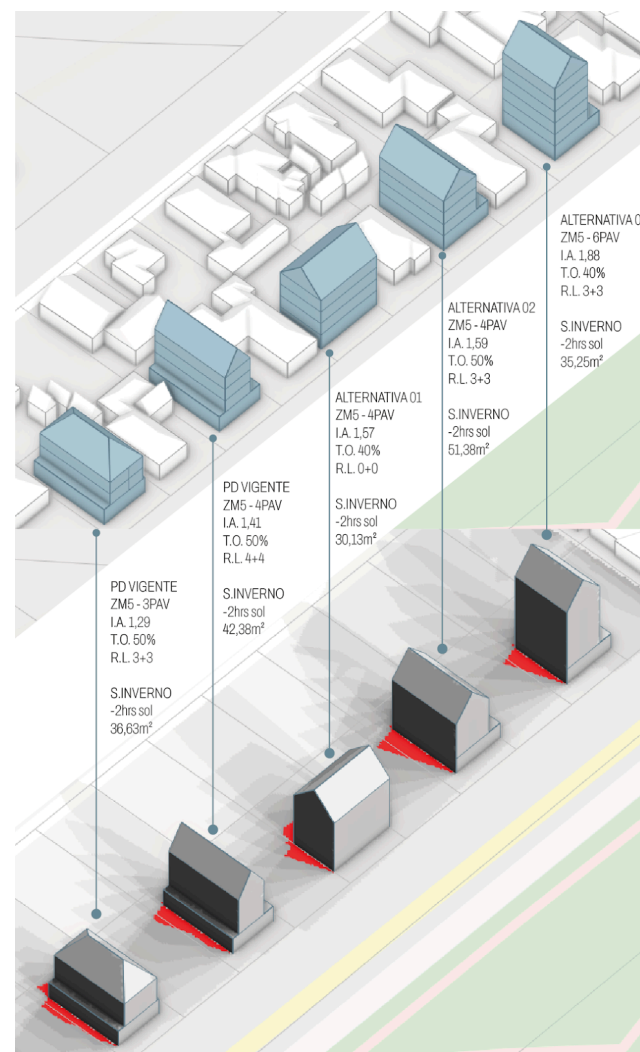 ALTERNATIVA 0
ZM5 - 6PAV
I.A. 1,88
T.O. 40%
R.L. 3+3
S.INVERNO
-2hrs sol
35,25m²
ALTERNATIVA 02
ZM5 - 4PAV
I.A. 1,59
T.O. 50%
R.L. 3+3
S.INVERNO
-2hrs sol
51,38m²
ALTERNATIVA 01
ZM5 - 4PAV
I.A. 1,57
T.O. 40%
R.L. 0+0
S.INVERNO
-2hrs sol
30,13m²
PD VIGENTE
ZM5 - 4PAV
I.A. 1,41
T.O. 50%
R.L. 4+4
S.INVERNO
-2hrs sol
42,38m²
PD VIGENTE
ZM5 - 3PAV
I.A. 1,29
T.O. 50%
R.L. 3+3
S.INVERNO
-2hrs sol
36,63m²